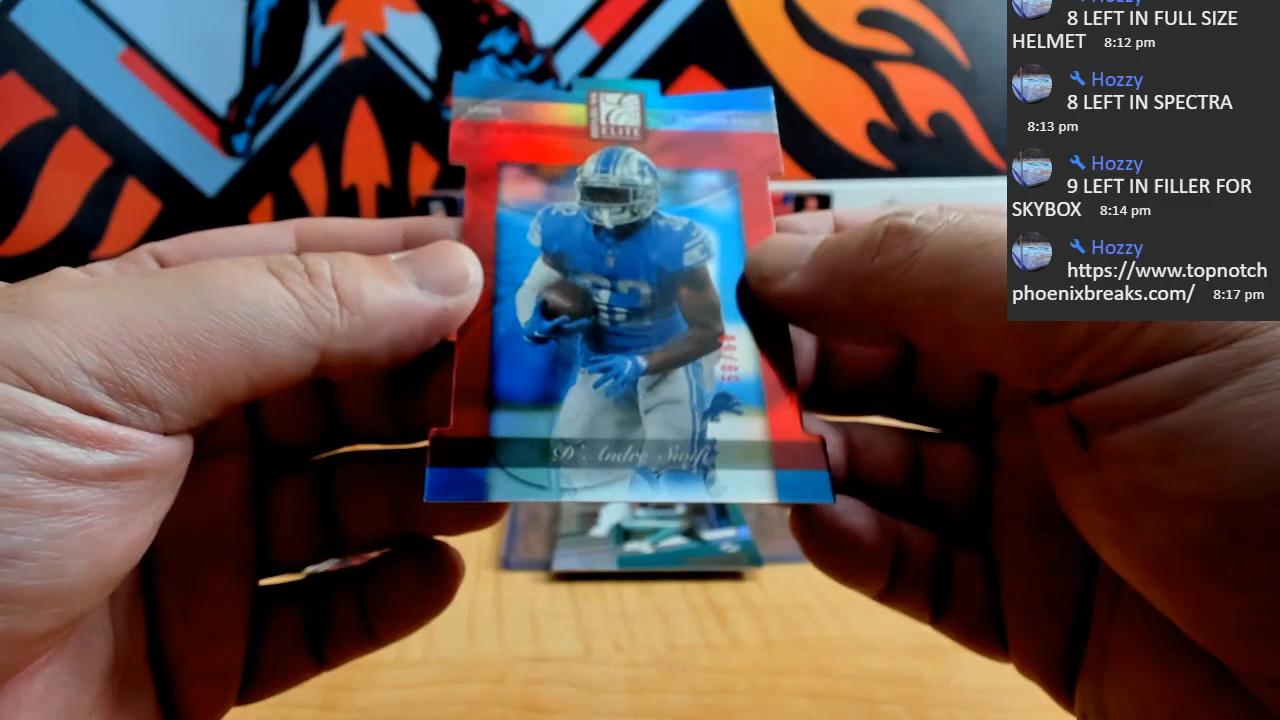 Hozzy
8 LEFT IN FULL SIZE
HELMET 8:12 pm
Hozzy
8 LEFT IN SPECTRA
8:13 pm
Hozzy
9 LEFT IN FILLER FOR
SKYBOX 8:14 pm
Hozzy
https://www.topnotch
phoenixbreaks.com/ 8:17 pm
ELITE
D'Andre Swift